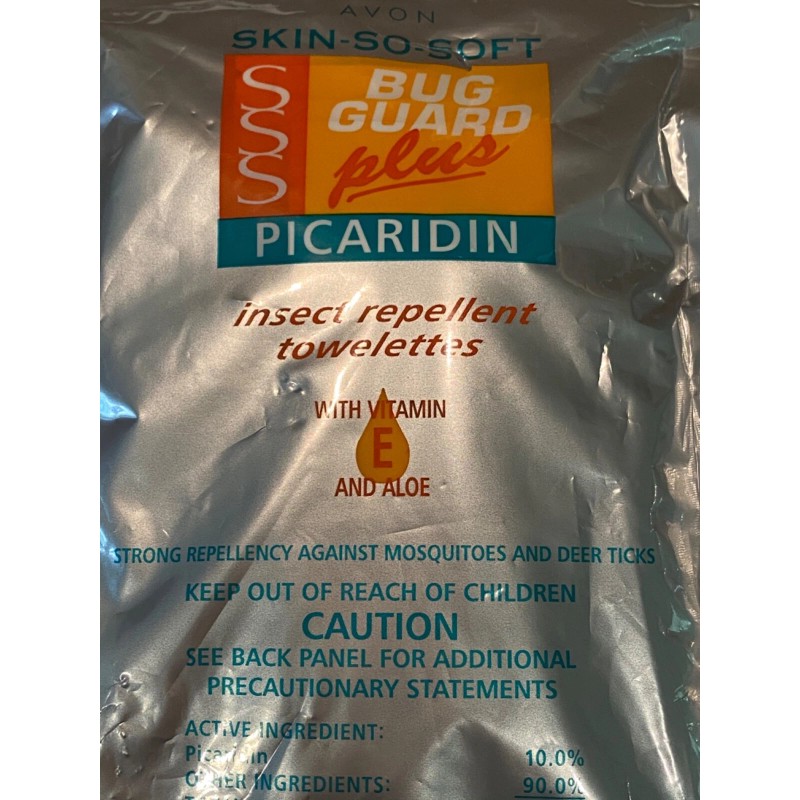 AVON
SKIN-SO-SOFT
SSS
BUG
GUARD
plus
PICARIDIN
insect repellent
towelettes
WITH VITAMIN
E
AND ALOE
STRONG REPELLENCY AGAINST MOSQUITOES AND DEER TICKS
KEEP OUT OF REACH OF CHILDREN
CAUTION
SEE BACK PANEL FOR ADDITIONAL
PRECAUTIONARY STATEMENTS
ACTIVE INGREDIENT:
Picaridin 10.0%
OTHER INGREDIENTS: 90.0%